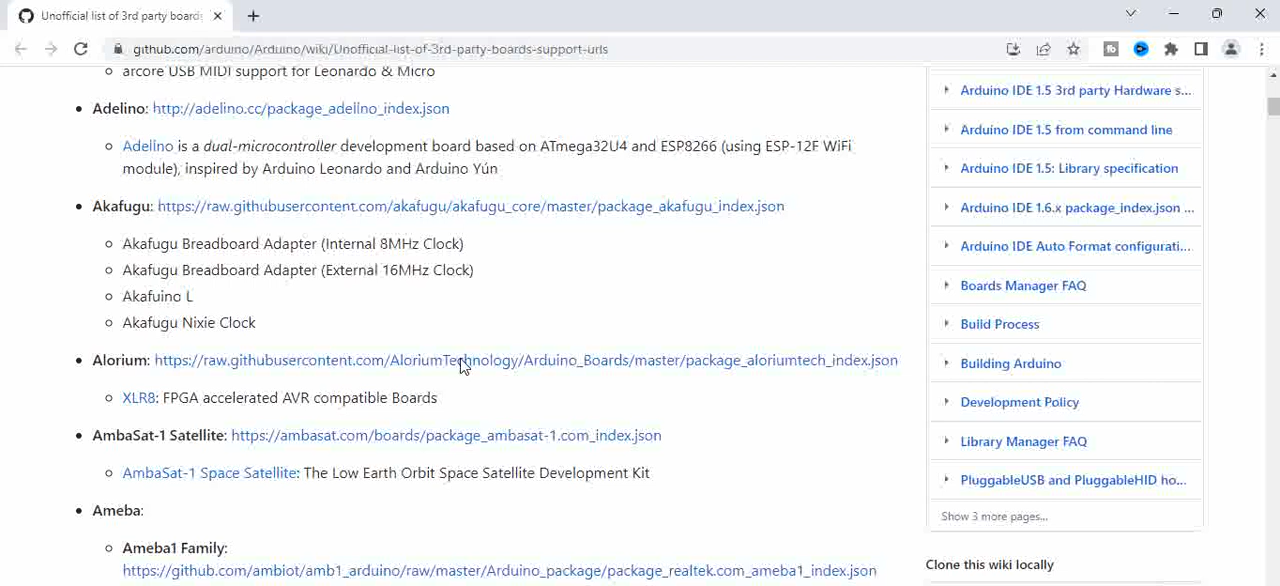 Unofficial list of 3rd party boards
github.com/arduino/Arduino/wiki/Unofficial-list-of-3rd-party-boards-support-urls
arcore USB MIDI support for Leonardo & Micro
Adelino: http://adelino.cc/package_adelino_index.json
Adelino is a dual-microcontroller development board based on ATmega32U4 and ESP8266 (using ESP-12F WiFi
module), inspired by Arduino Leonardo and Arduino Yún
Akafugu: https://raw.githubusercontent.com/akafugu/akafugu_core/master/package_akafugu_index.json
Akafugu Breadboard Adapter (Internal 8MHz Clock)
Akafugu Breadboard Adapter (External 16MHz Clock)
Akafuino L
Akafugu Nixie Clock
Alorium: https://raw.githubusercontent.com/AloriumTechnology/Arduino_Boards/master/package_aloriumtech_index.json
XLR8: FPGA accelerated AVR compatible Boards
AmbaSat-1 Satellite: https://ambasat.com/boards/package_ambasat-1.com_index.json
AmbaSat-1 Space Satellite: The Low Earth Orbit Space Satellite Development Kit
Ameba:
Ameba1 Family:
https://github.com/ambiot/amb1_arduino/raw/master/Arduino_package/package_realtek.com_ameba1_index.json
Arduino IDE 1.5 3rd party Hardware s...
Arduino IDE 1.5 from command line
Arduino IDE 1.5: Library specification
Arduino IDE 1.6.x package_index.json ...
Arduino IDE Auto Format configurati...
Boards Manager FAQ
Build Process
Building Arduino
Development Policy
Library Manager FAQ
PluggableUSB and PluggableHID ho...
Show 3 more pages...
Clone this wiki locally